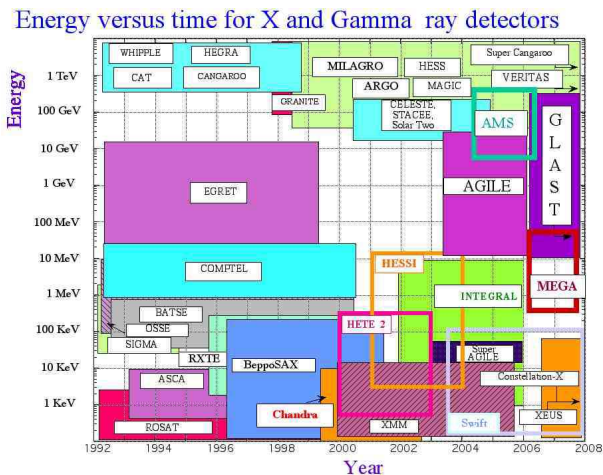 Energy versus time for X and Gamma ray detectors
Energy
1 TeV
100 GeV
10 GeV
1 GeV
100 MeV
10 MeV
1 MeV
100 KeV
10 KeV
1 KeV
WHIPPLE
HEGRA
CAT
CANGAROO
GRANITE
MILAGRO
HESS
ARGO
MAGIC
CELESTE,
STACEE,
Solar Two
Super Cangaroo
VERITAS
AMS
G
L
A
S
T
EGRET
AGILE
COMPTEL
HESSI
INTEGRAL
MEGA
BATSE
OSSE
SIGMA
RXTE
HETE 2
Super
AGILE
BeppoSAX
ASCA
Constellation-X
Chandra
ROSAT
XMM
Swift
XEUS
1992
1994
1996
1998
2000
2002
2004
2006
2008
Year